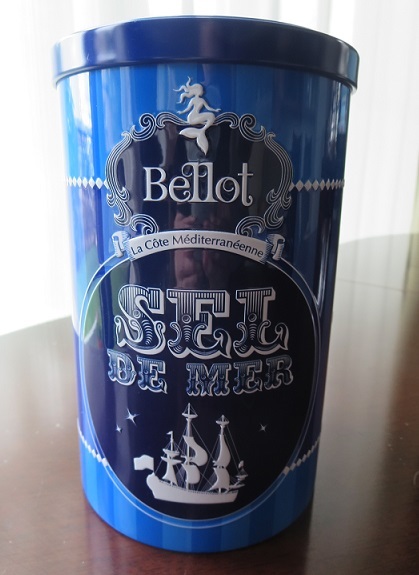 Bellot
La Côte Méditerranéenne
SEL
DE MER